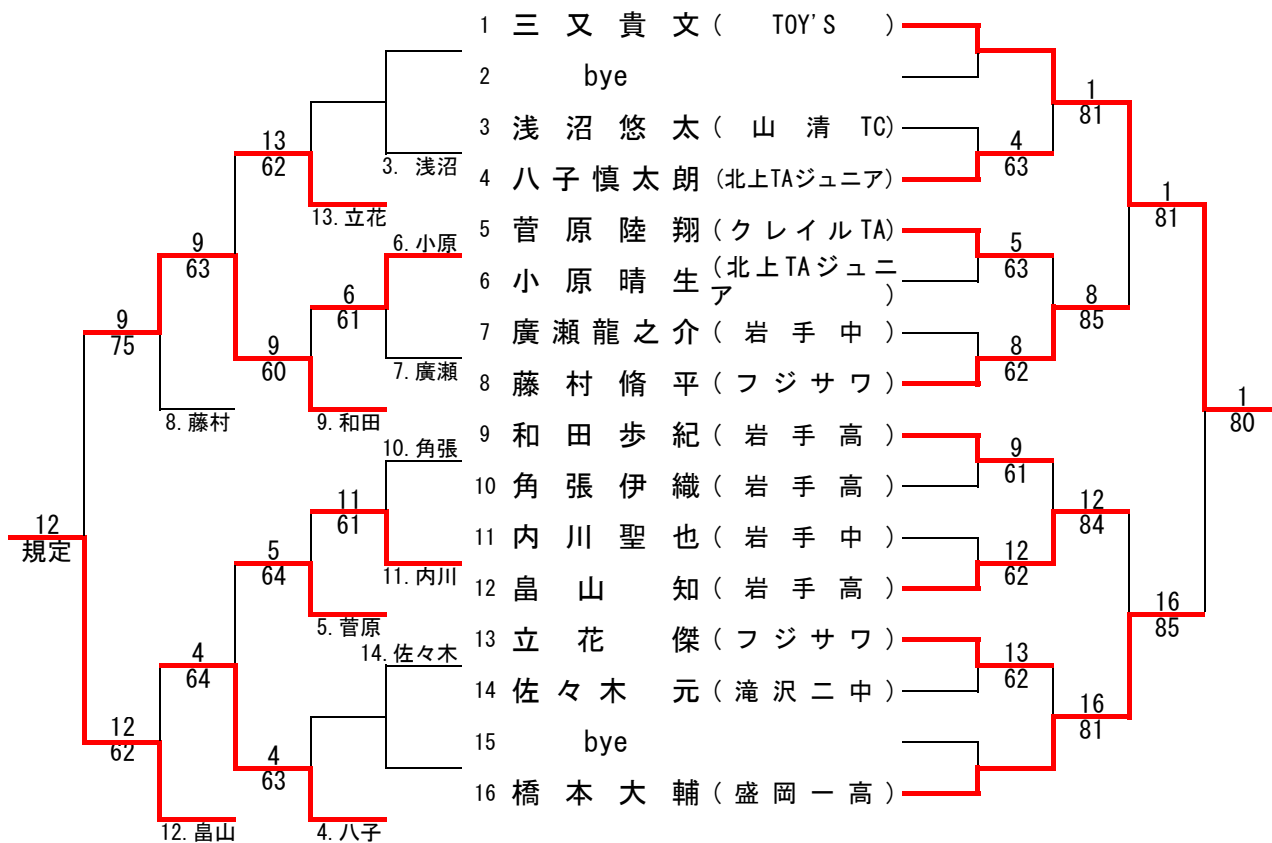 1 三又貴文 ( TOY'S )
2 bye
3 浅沼悠太 ( 山清 TC)
4 八子慎太朗 (北上TAジュニア)
5 菅原陸翔 (クレイルTA)
6 小原晴生 (北上TAジュニ
ア )
7 廣瀬龍之介 ( 岩手中 )
8 藤村脩平 ( フジサワ )
9 和田歩紀 ( 岩手高 )
10 角張伊織 ( 岩手高 )
11 内川聖也 ( 岩手中 )
12 畠山知 ( 岩手高 )
13 立花傑 ( フジサワ )
14 佐々木元 ( 滝沢二中 )
15 bye
16 橋本大輔 ( 盛岡一高 )
4
63
5
63
8
62
9
61
12
62
13
62
1
81
8
85
12
84
16
81
1
81
16
85
1
80
3. 浅沼
13. 立花
13
62
6. 小原
7. 廣瀬
6
61
9. 和田
9
60
9
63
8. 藤村
9
75
10. 角張
11. 内川
11
61
5. 菅原
5
64
14. 佐々木
4. 八子
4
63
4
64
12. 畠山
12
62
12
規定